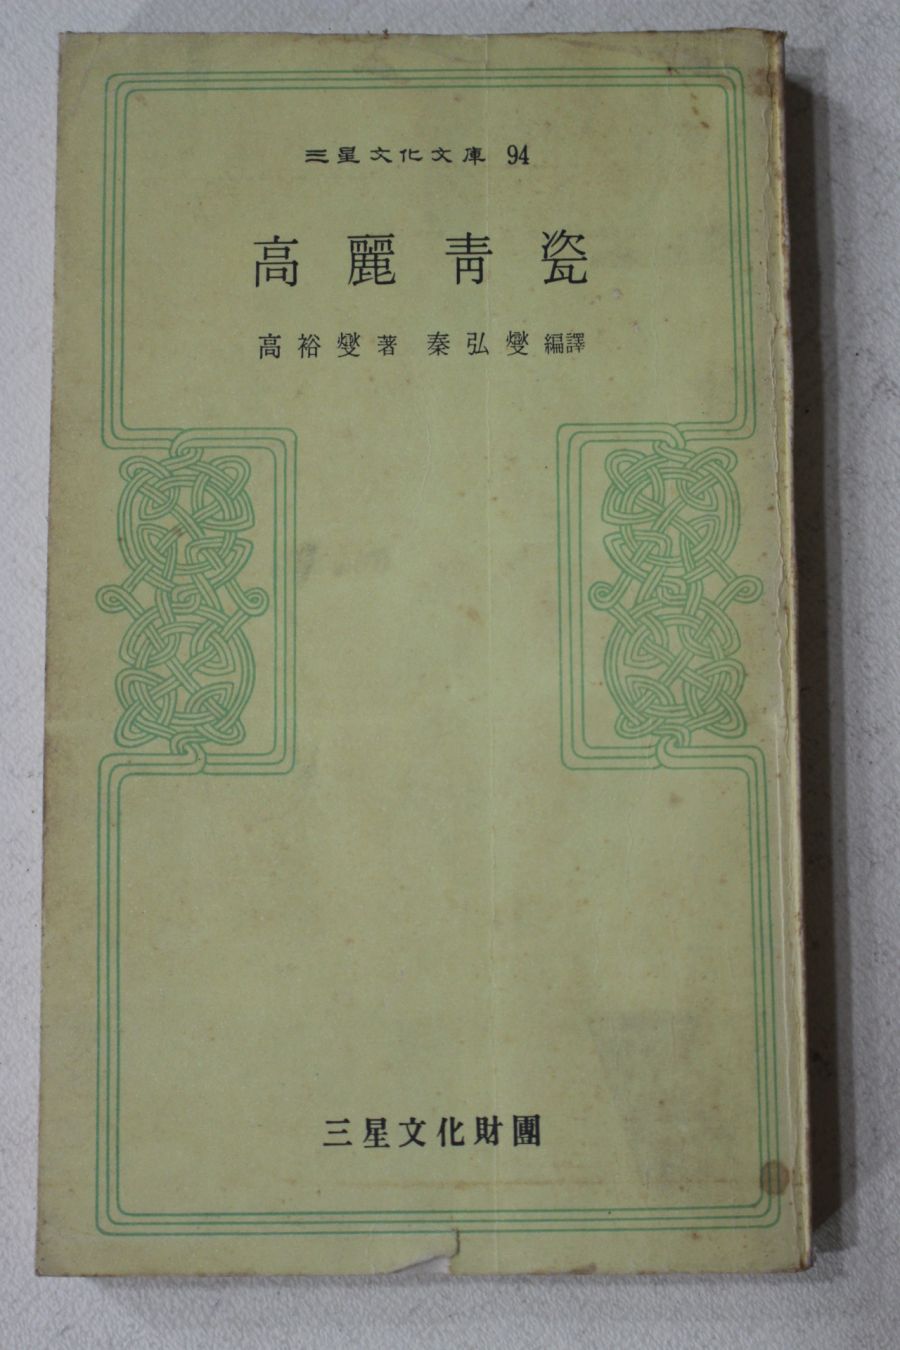 三星文化文庫 94
高麗靑瓷
高裕燮著 秦弘燮編譯
三星文化財團